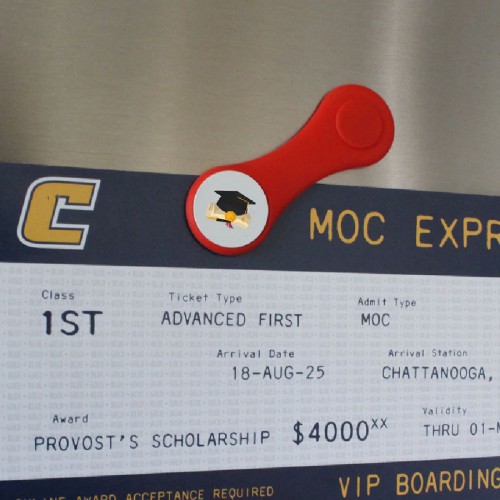 C
MOC EXPR
Class
1ST
Ticket Type
ADVANCED FIRST
Admit Type
MOC
Arrival Date
18-AUG-25
Arrival Station
CHATTANOOGA,
Award
PROVOST'S SCHOLARSHIP $4000XX
Validity
THRU 01-M
AWARD ACCEPTANCE REQUIRED
VIP BOARDING